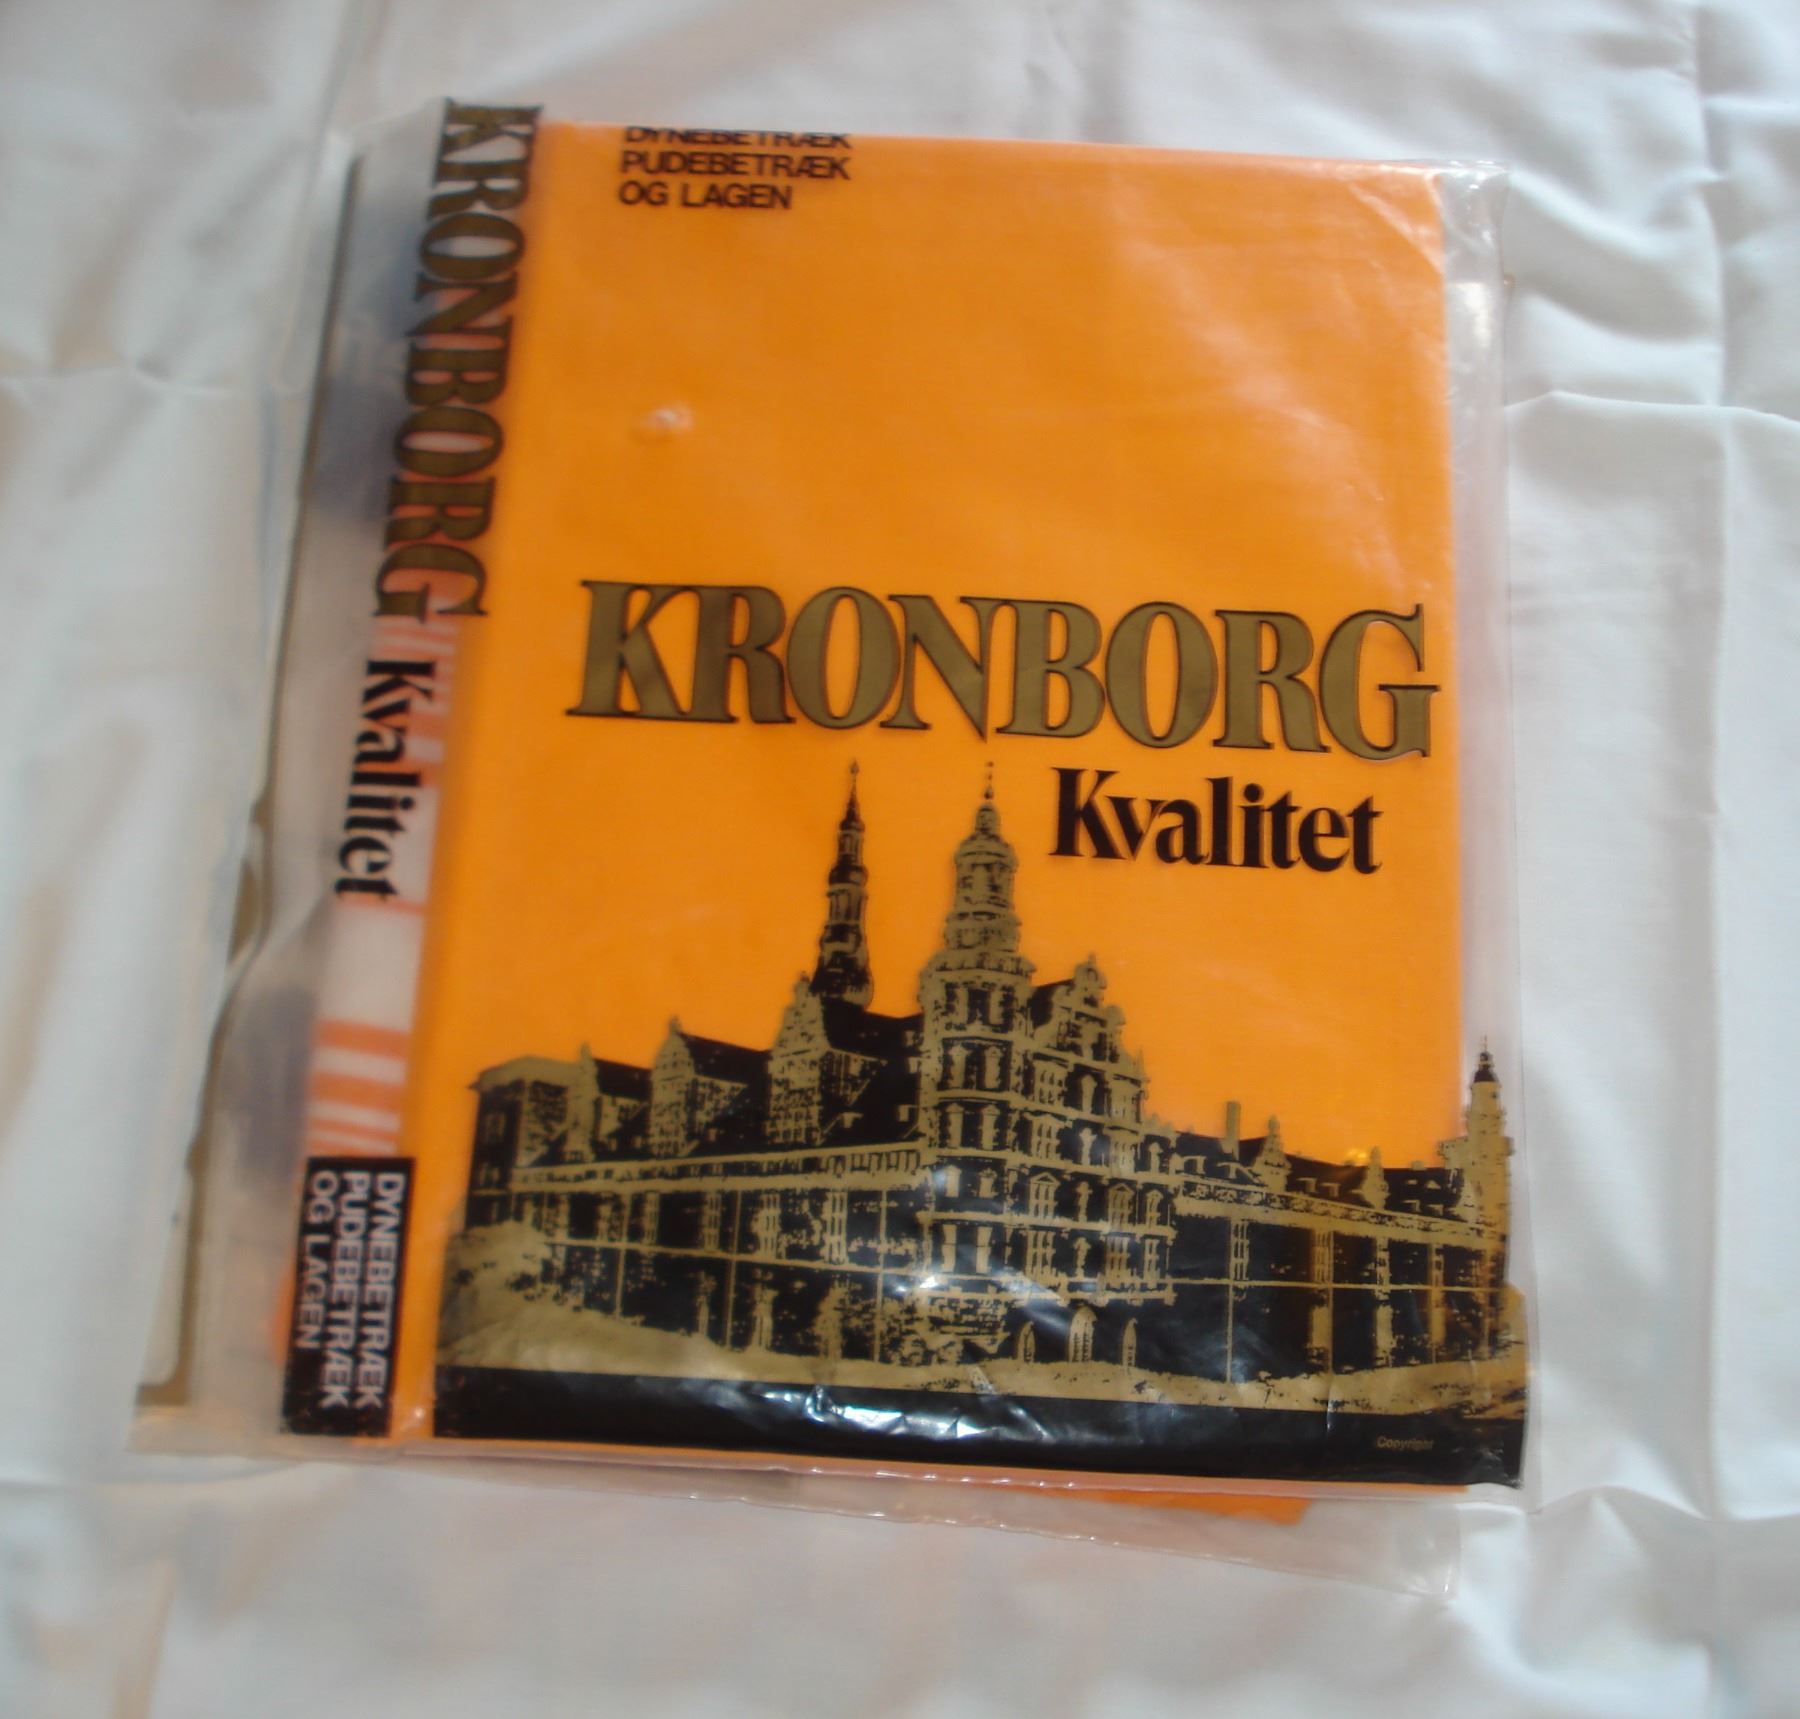 DYNEBETRÆK
PUDEBETRÆK
OG LAGEN
KRONBORG
Kvalitet
KRONBORG Kvalitet
DYNEBETRÆK
PUDEBETRÆK
OG LAGEN
Copyright